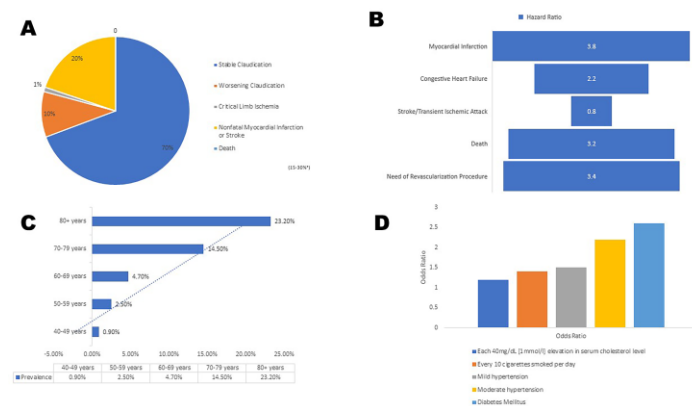 A
0
20%
1%
10%
70%
Stable Claudication
Worsening Claudication
Critical Limb Ischemia
Nonfatal Myocardial Infarction
or Stroke
Death
B
Hazard Ratio
Myocardial Infarction
3.8
Congestive Heart Failure
2.2
Stroke/Transient Ischemic Attack
0.8
Death
3.2
Need of Revascularization Procedure
3.4
C
80+ years
23.20%
70-79 years
14.50%
60-69 years
4.70%
50-59 years
2.50%
40-49 years
0.90%
-5.00% 0.00% 5.00% 10.00% 15.00% 20.00% 25.00%
40-49 years 50-59 years 60-69 years 70-79 years 80+ years
Prevalence 0.90% 2.50% 4.70% 14.50% 23.20%
D
Odds Ratio
3
2.5
2
1.5
1
0.5
0
Odds Ratio
Each 40mg/dL [1mmol/l] elevation in serum cholesterol level
Every 10 cigarettes smoked per day
Mild hypertension
Moderate hypertension
Diabetes Mellitus